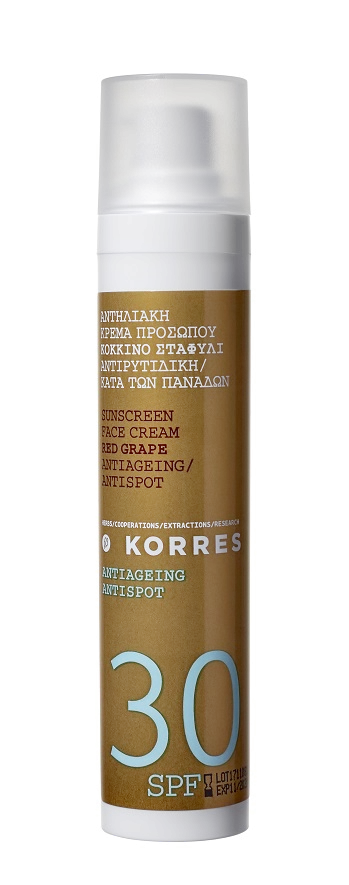 ΑΝΤΗΛΙΑΚΗ
ΚΡΕΜΑ ΠΡΟΣΩΠΟΥ
ΚΟΚΚΙΝΟ ΣΤΑΦΥΛΙ
ΑΝΤΙΡΥΤΙΔΙΚΗ/
ΚΑΤΑ ΤΩΝ ΠΑΝΑΔΩΝ
SUNSCREEN
FACE CREAM
RED GRAPE
ANTIAGEING/
ANTISPOT
HERBS/COOPERATIONS/EXTRACTIONS/RESEARCH
KORRES
ANTIAGEING
ANTISPOT
30
SPF